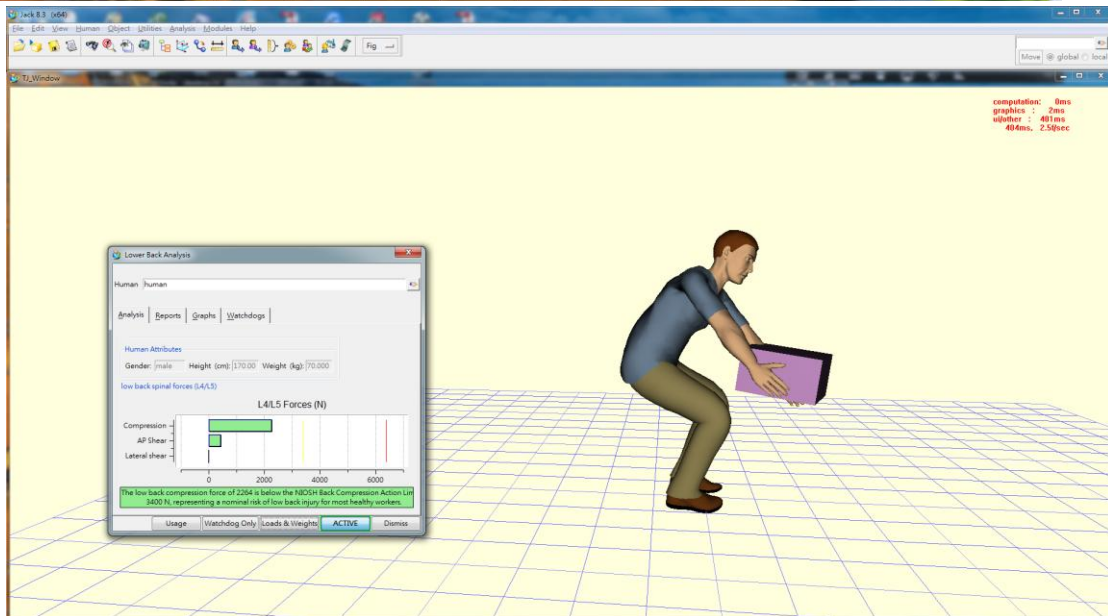 Jack 8.3 (x64)
File Edit View Human Object Utilities Analysis Modules Help
Fig
Move global local
TJ_Window
computation: 0ms
graphics : 2ms
ui/other : 401ms
404ms, 2.5f/sec
Lower Back Analysis
Human human
Analysis Reports Graphs Watchdogs
Human Attributes
Gender: male Height (cm): 170.00 Weight (kg): 70.000
low back spinal forces (L4/L5)
L4/L5 Forces (N)
Compression
AP Shear
Lateral shear
0 2000 4000 6000
The low back compression force of 2264 is below the NIOSH Back Compression Action Lim
3400 N, representing a nominal risk of low back injury for most healthy workers.
Usage Watchdog Only Loads & Weights ACTIVE Dismiss